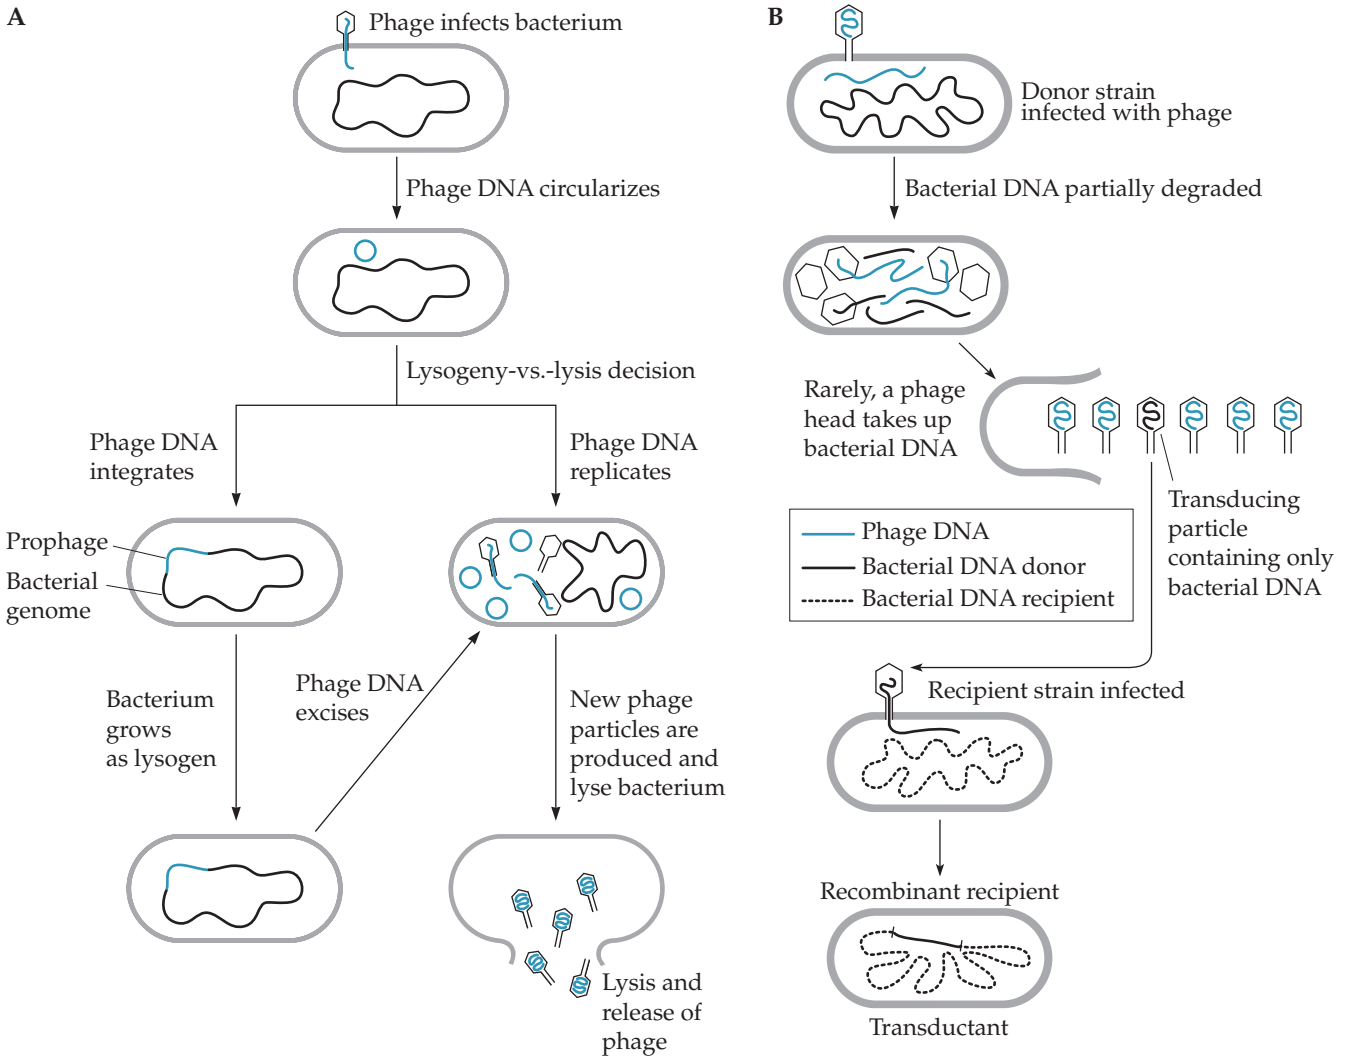 A
Phage infects bacterium
Phage DNA circularizes
Lysogeny-vs.-lysis decision
Phage DNA
integrates
Phage DNA
replicates
Prophage
Bacterial
genome
Bacterium
grows
as lysogen
Phage DNA
excises
New phage
particles are
produced and
lyse bacterium
Lysis and
release of
phage
B
Donor strain
infected with phage
Bacterial DNA partially degraded
Rarely, a phage
head takes up
bacterial DNA
Transducing
particle
containing only
bacterial DNA
Phage DNA
Bacterial DNA donor
Bacterial DNA recipient
Recipient strain infected
Recombinant recipient
Transductant